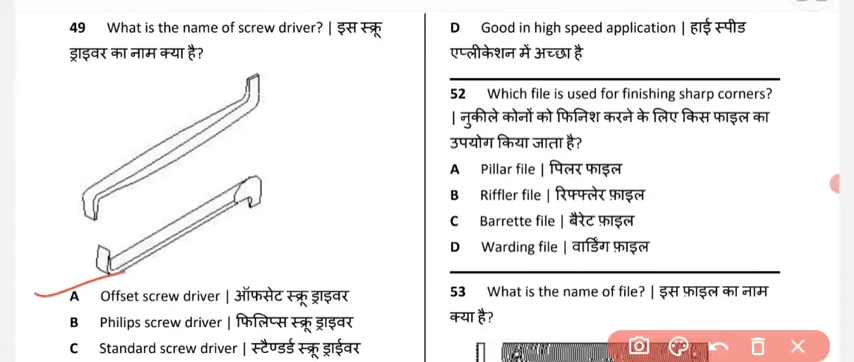 49 What is the name of screw driver? | इस स्क्रू
ड्राइवर का नाम क्या है?
A Offset screw driver | ऑफसेट स्क्रू ड्राइवर
B Philips screw driver | फिलिप्स स्क्रू ड्राइवर
C Standard screw driver | स्टैण्डर्ड स्क्रू ड्राईवर
D Good in high speed application | हाई स्पीड
एप्लीकेशन में अच्छा है
52 Which file is used for finishing sharp corners?
| नुकीले कोनों को फिनिश करने के लिए किस फाइल का
उपयोग किया जाता है?
A Pillar file | पिलर फाइल
B Riffler file | रिफ्फ्लेर फ़ाइल
C Barrette file | बैरेट फ़ाइल
D Warding file | वार्डिंग फ़ाइल
53 What is the name of file? | इस फ़ाइल का नाम
क्या है?